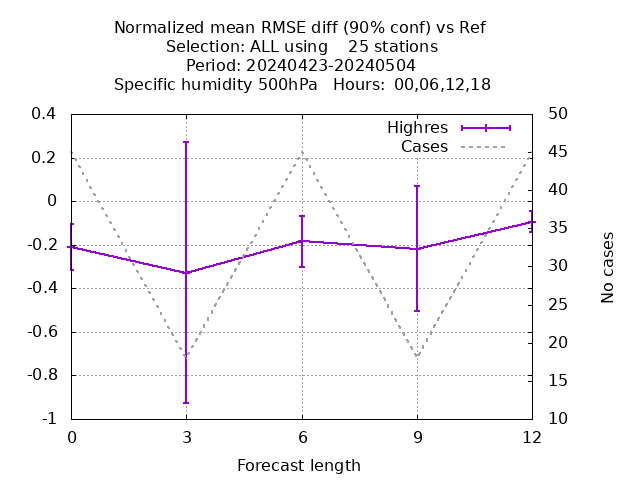 Normalized mean RMSE diff (90% conf) vs Ref
Selection: ALL using    25 stations
Period: 20240423-20240504
Specific humidity 500hPa   Hours:  00,06,12,18
Highres
Cases
0.4
0.2
0
-0.2
-0.4
-0.6
-0.8
-1
50
45
40
35
30
25
20
15
10
No cases
0 3 6 9 12
Forecast length